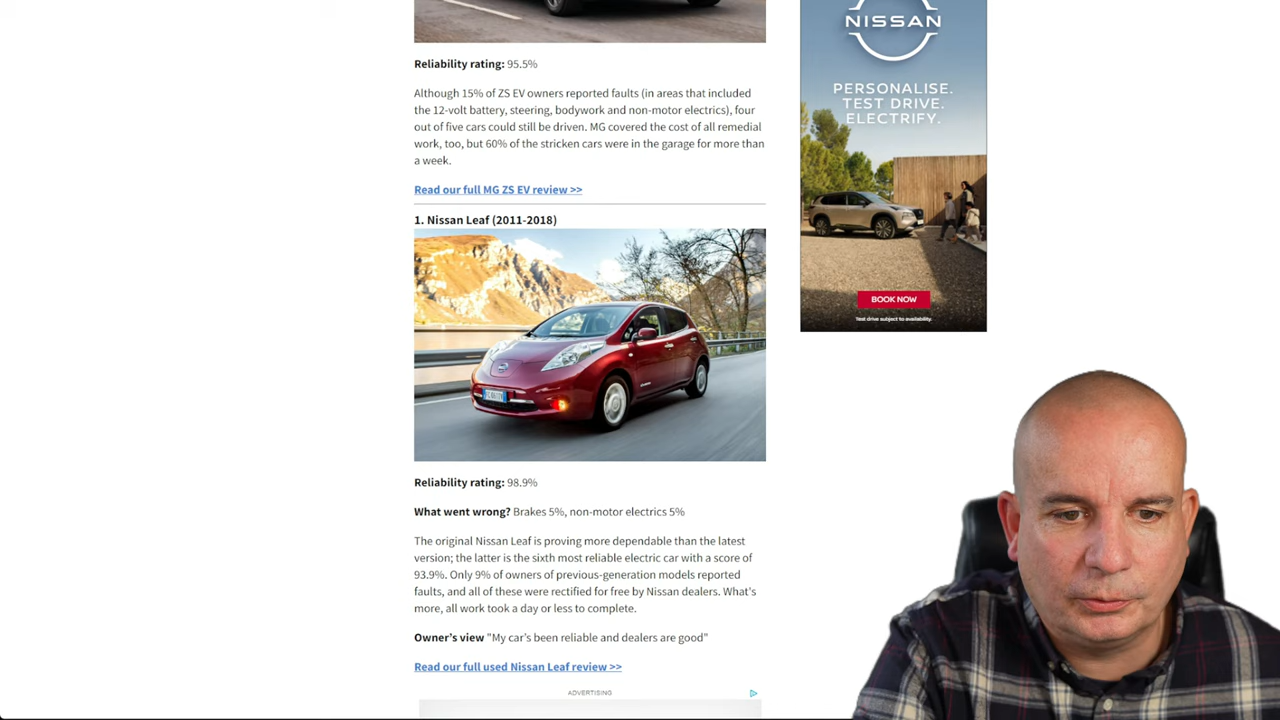 Reliability rating: 95.5%
Although 15% of ZS EV owners reported faults (in areas that included
the 12-volt battery, steering, bodywork and non-motor electrics), four
out of five cars could still be driven. MG covered the cost of all remedial
work, too, but 60% of the stricken cars were in the garage for more than
a week.
Read our full MG ZS EV review >>
1. Nissan Leaf (2011-2018)
Reliability rating: 98.9%
What went wrong? Brakes 5%, non-motor electrics 5%
The original Nissan Leaf is proving more dependable than the latest
version; the latter is the sixth most reliable electric car with a score of
93.9%. Only 9% of owners of previous-generation models reported
faults, and all of these were rectified for free by Nissan dealers. What's
more, all work took a day or less to complete.
Owner's view "My car's been reliable and dealers are good"
Read our full used Nissan Leaf review >>
ADVERTISING
NISSAN
PERSONALISE.
TEST DRIVE.
ELECTRIFY.
BOOK NOW
Test drive subject to availability.